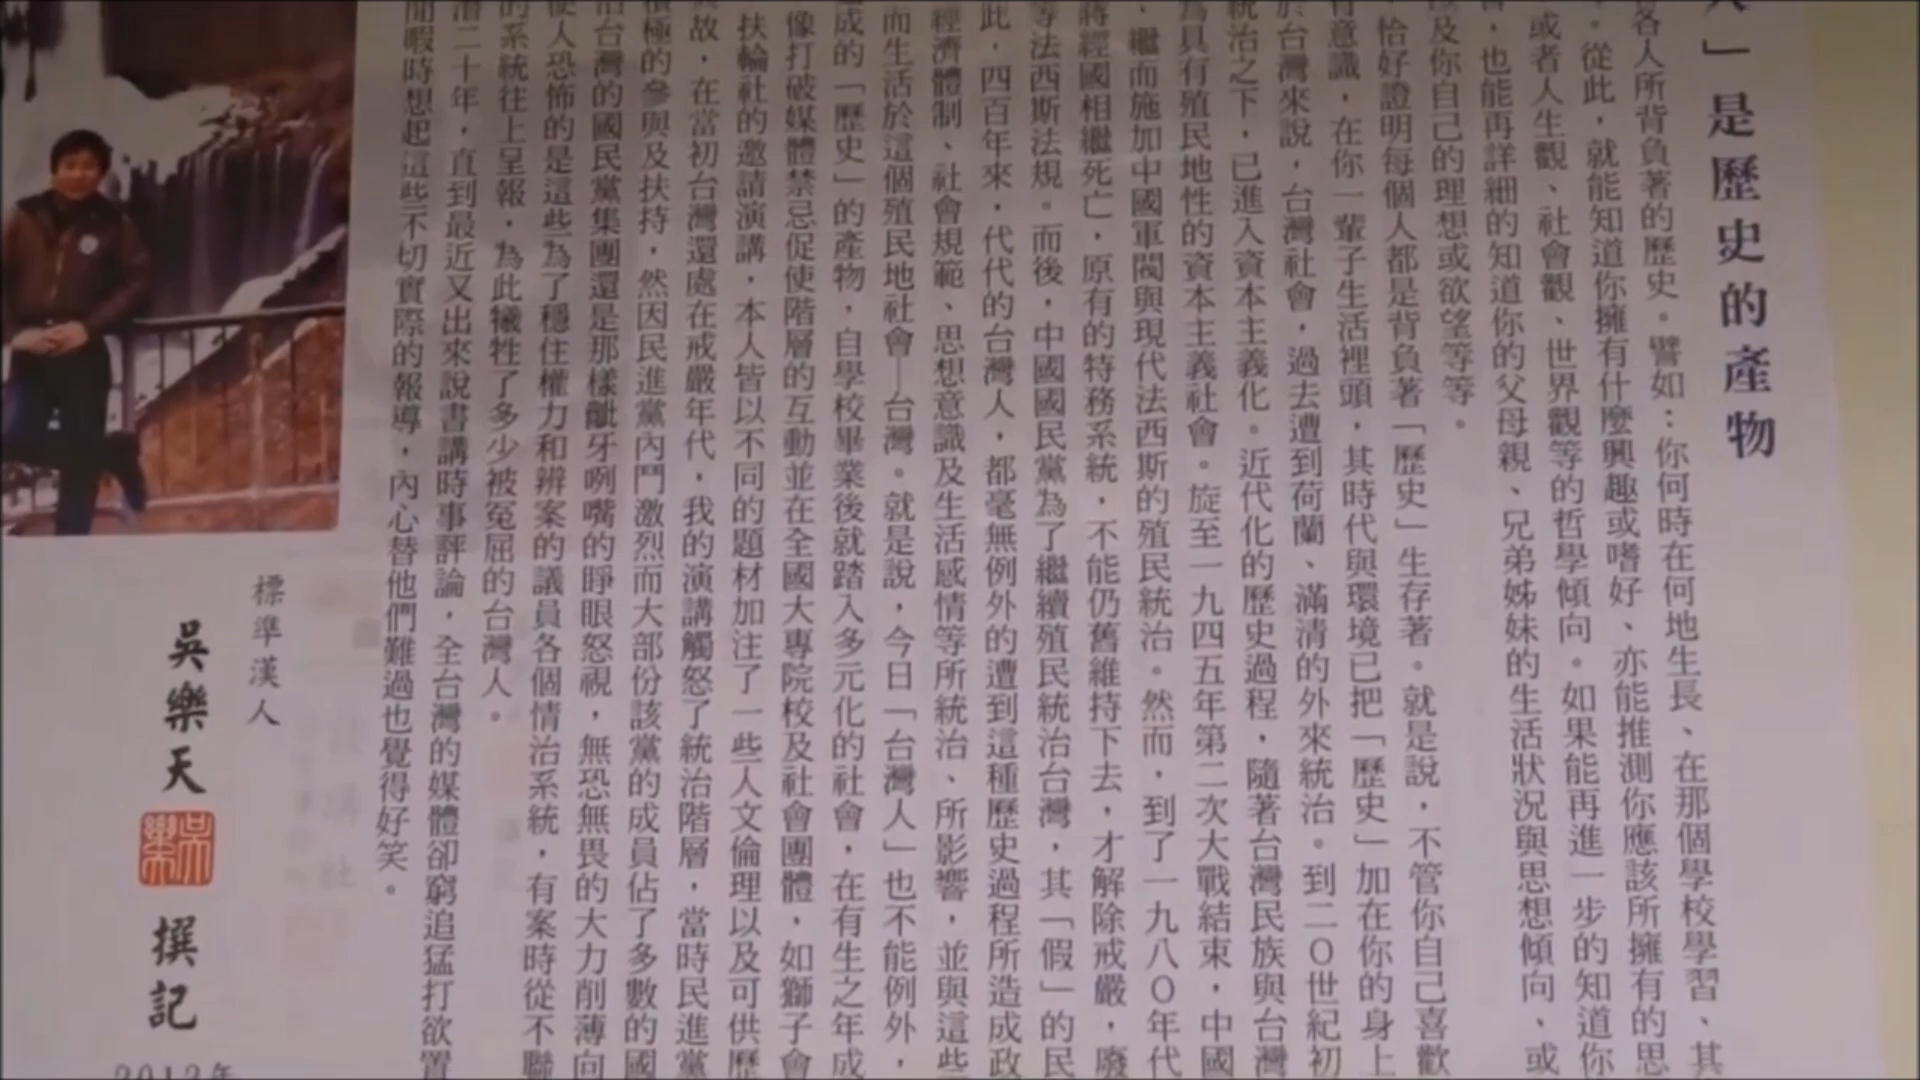 人」是歷史的產物
各人所背負著的歷史。譬如：你何時在何地生長、在那個學校學習、其
。從此，就能知道你擁有什麼興趣或嗜好、亦能推測你應該所擁有的思
或者人生觀、社會觀、世界觀等的哲學傾向。如果能再進一步的知道你
，也能再詳細的知道你的父母親、兄弟姊妹的生活狀況與思想傾向、或
及你自己的理想或欲望等等。
恰好證明每個人都是背負著「歷史」生存著。就是說，不管你自己喜歡
有意識，在你一輩子生活裡頭，其時代與環境已把「歷史」加在你的身上
於台灣來說，台灣社會，過去遭到荷蘭、滿清的外來統治。到二０世紀初
統治之下，已進入資本主義化。近代化的歷史過程，隨著台灣民族與台灣
為具有殖民地性的資本主義社會。旋至一九四五年第二次大戰結束，中國
，繼而施加中國軍閥與現代法西斯的殖民統治。然而，到了一九八０年代
蔣經國相繼死亡，原有的特務系統，不能仍舊維持下去，才解除戒嚴，廢
等法西斯法規。而後，中國國民黨為了繼續殖民統治台灣，其「假」的民
此，四百年來，代代的台灣人，都毫無例外的遭到這種歷史過程所造成政
經濟體制、社會規範、思想意識及生活感情等所統治、所影響，並與這些
而生活於這個殖民地社會—台灣。就是說，今日「台灣人」也不能例外，
成的「歷史」的產物，自學校畢業後就踏入多元化的社會，在有生之年成
像打破媒體禁忌促使階層的互動並在全國大專院校及社會團體，如獅子會
扶輪社的邀請演講，本人皆以不同的題材加注了一些人文倫理以及可供歷
故，在當初台灣還處在戒嚴年代，我的演講觸怒了統治階層，當時民進黨
積極的參與及扶持，然因民進黨內鬥激烈而大部份該黨的成員佔了多數的國
治台灣的國民黨集團還是那樣齜牙咧嘴的睜眼怒視，無恐無畏的大力削薄向
使人恐怖的是這些為了穩住權力和辨案的議員各個情治系統，有案時從不聯
的系統往上呈報，為此犧牲了多少被冤屈的台灣人。
潛二十年，直到最近又出來說書講時事評論，全台灣的媒體卻窮追猛打欲置
閒暇時想起這些不切實際的報導，內心替他們難過也覺得好笑。
標準漢人
吳樂天 吳樂 撰記
2012年